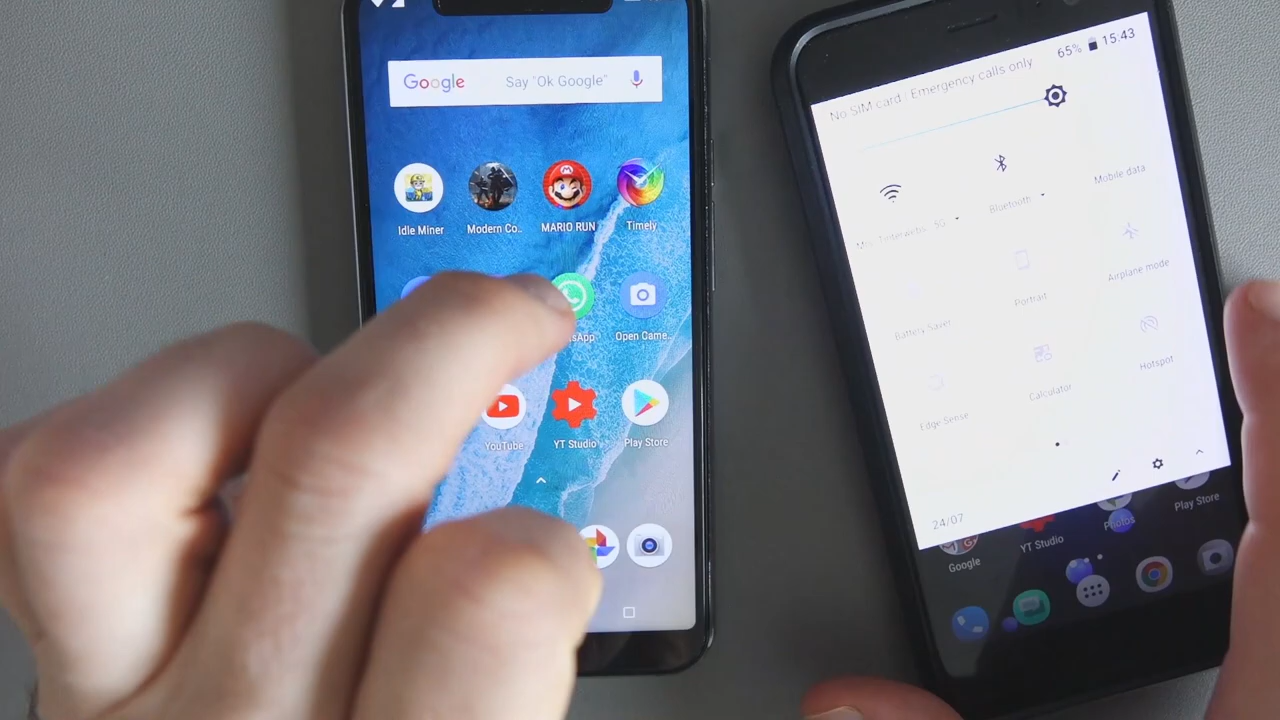 Google Say "Ok Google"
Idle Miner Modern Co.. MARIO RUN Timely
sApp Open Came..
YouTube YT Studio Play Store
65% 15:43
No SIM card Emergency calls only
5G Bluetooth Mobile data
Battery Saver Portrait Airplane mode
Edge Sense Calculator Hotspot
24/07
Google YT Studio Photos Play Store